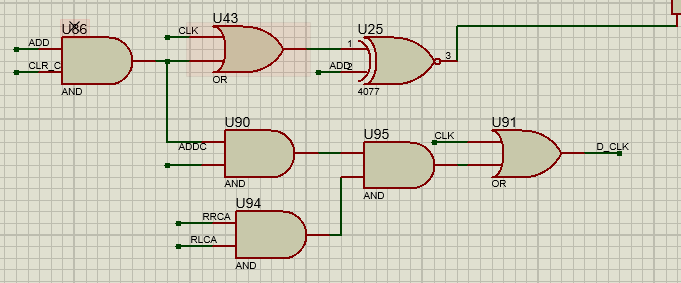 U86
ADD
CLR_C
AND
U43
CLK
OR
U25
1
ADD
2
3
4077
U90
ADDC
AND
U95
AND
U91
CLK
OR
D_CLK
U94
RRCA
RLCA
AND